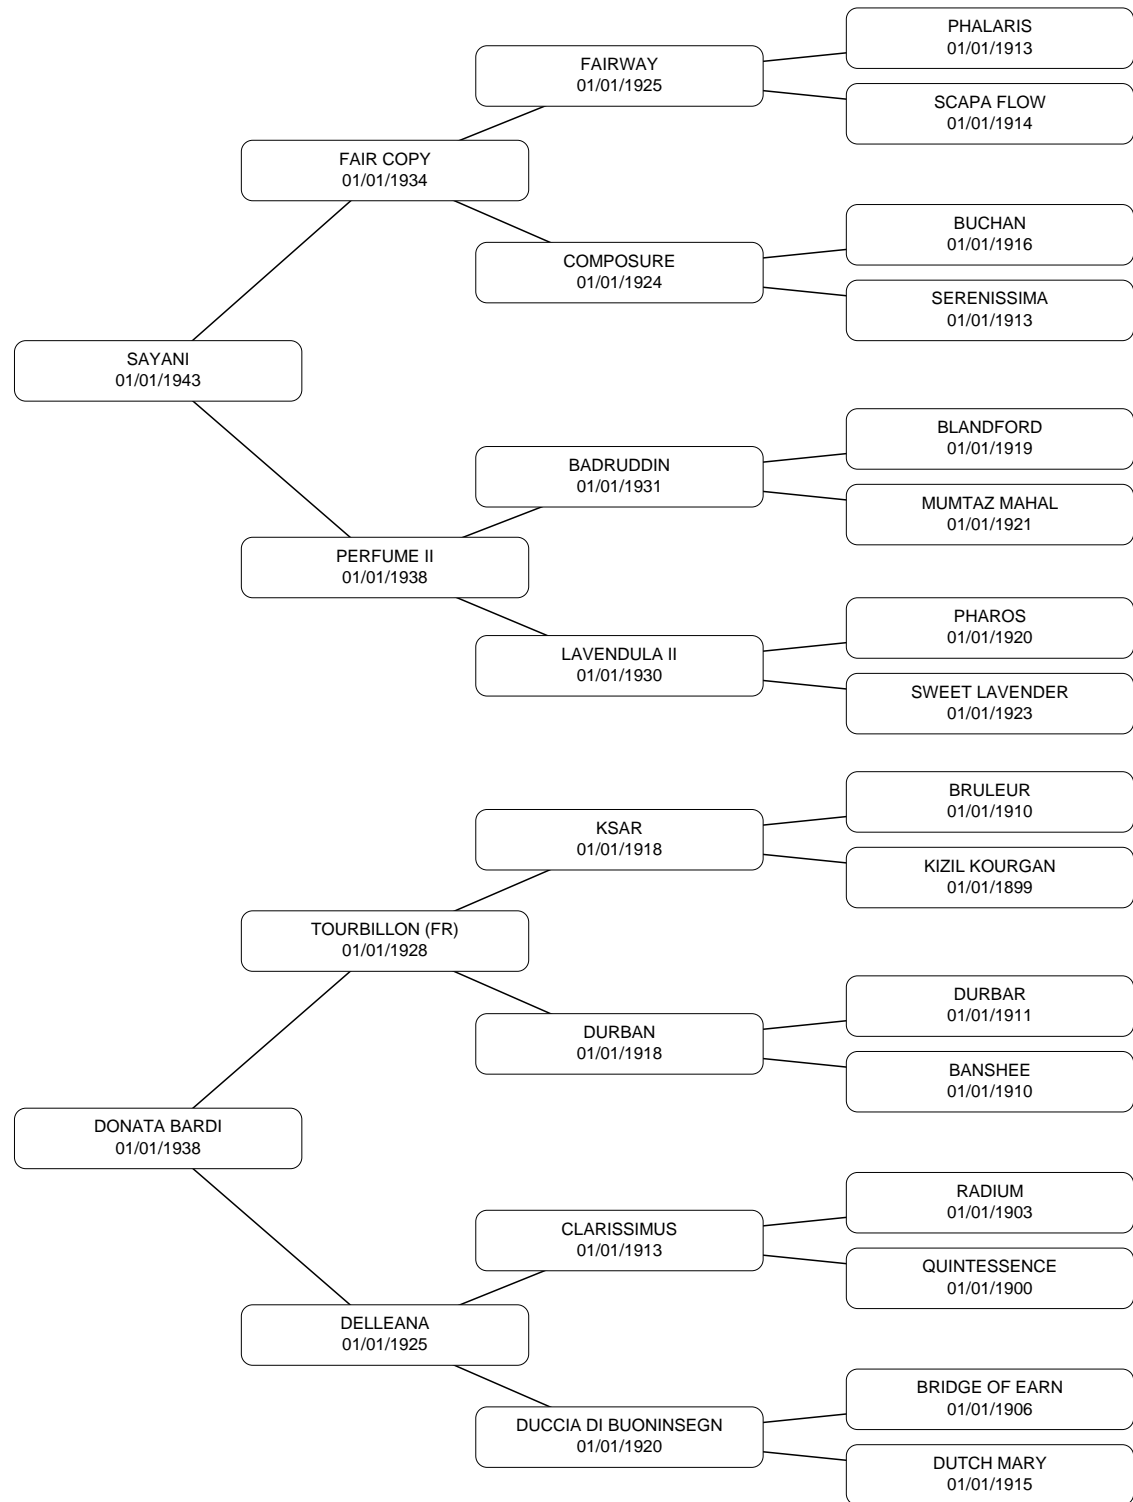 PHALARIS
01/01/1913
FAIRWAY
01/01/1925
SCAPA FLOW
01/01/1914
FAIR COPY
01/01/1934
BUCHAN
01/01/1916
COMPOSURE
01/01/1924
SERENISSIMA
01/01/1913
SAYANI
01/01/1943
BLANDFORD
01/01/1919
BADRUDDIN
01/01/1931
MUMTAZ MAHAL
01/01/1921
PERFUME II
01/01/1938
PHAROS
01/01/1920
LAVENDULA II
01/01/1930
SWEET LAVENDER
01/01/1923
BRULEUR
01/01/1910
KSAR
01/01/1918
KIZIL KOURGAN
01/01/1899
TOURBILLON (FR)
01/01/1928
DURBAR
01/01/1911
DURBAN
01/01/1918
BANSHEE
01/01/1910
DONATA BARDI
01/01/1938
RADIUM
01/01/1903
CLARISSIMUS
01/01/1913
QUINTESSENCE
01/01/1900
DELLEANA
01/01/1925
BRIDGE OF EARN
01/01/1906
DUCCIA DI BUONINSEGN
01/01/1920
DUTCH MARY
01/01/1915